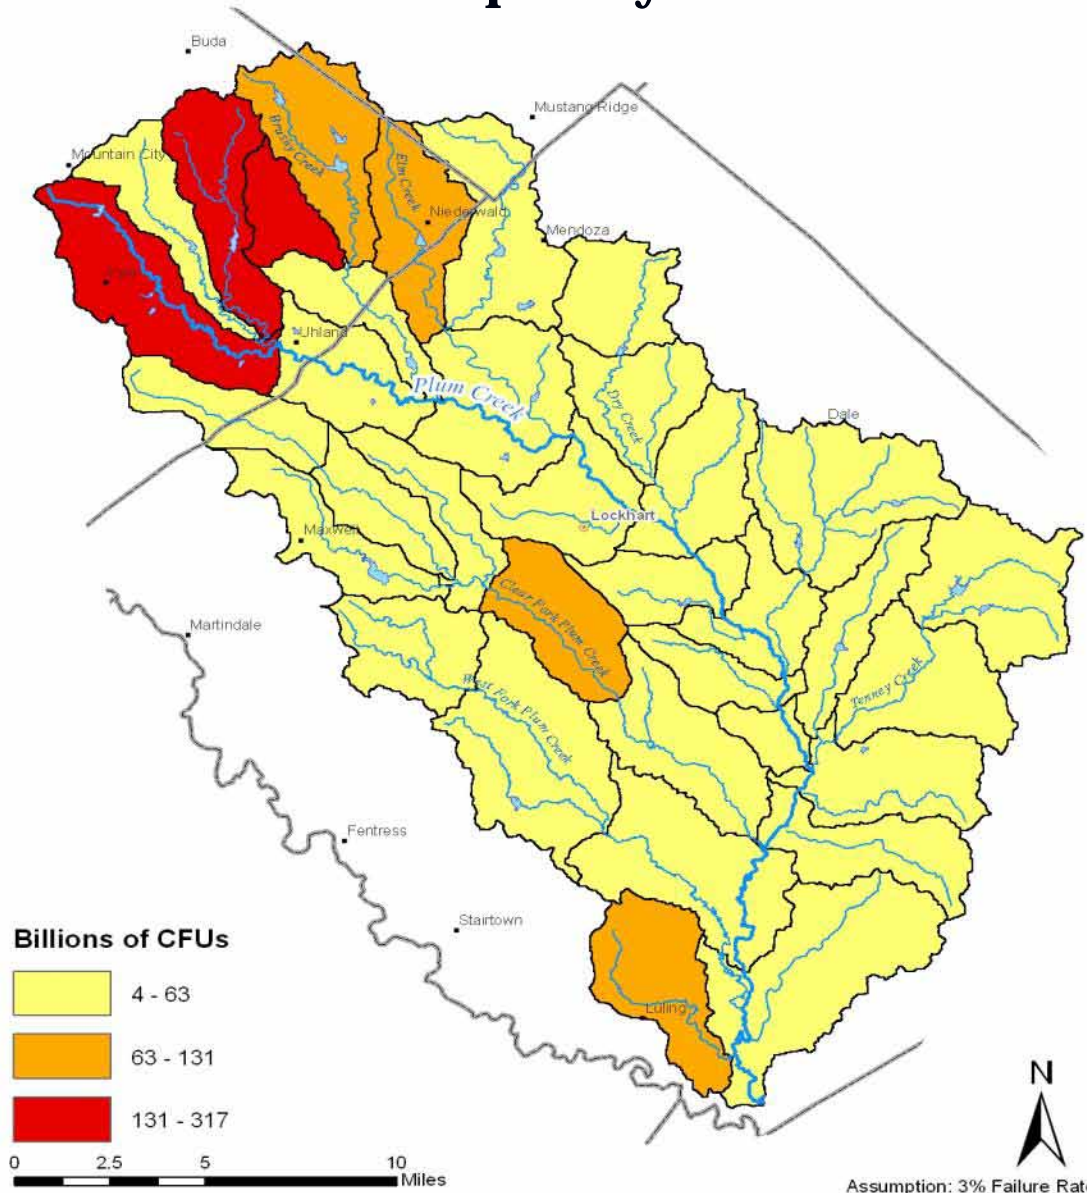 Buda
Mustang Ridge
Brushy Creek
Elm Creek
Mountain City
Niederwald
Mendoza
Uhland
Plum Creek
Dry Creek
Dale
Lockhart
Maxwell
Clear Fork Plum Creek
Martindale
West Fork Plum Creek
Tenney Creek
Fentress
Stairtown
Luling
Billions of CFUs
4 - 63
63 - 131
131 - 317
0 2.5 5 10
Miles
N
Assumption: 3% Failure Rate